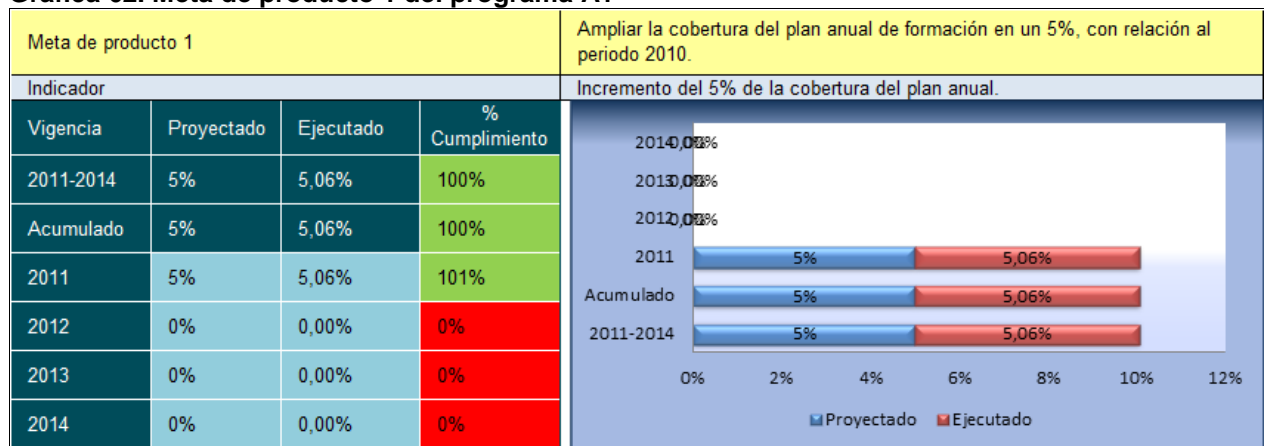 Meta de producto 1
Ampliar la cobertura del plan anual de formación en un 5%, con relación al
periodo 2010.
Indicador
Incremento del 5% de la cobertura del plan anual.
Vigencia Proyectado Ejecutado % Cumplimiento
2011-2014 5% 5,06% 100%
Acumulado 5% 5,06% 100%
2011 5% 5,06% 101%
2012 0% 0,00% 0%
2013 0% 0,00% 0%
2014 0% 0,00% 0%
2014
2013
2012
2011 5% 5,06%
Acumulado 5% 5,06%
2011-2014 5% 5,06%
0% 2% 4% 6% 8% 10% 12%
Proyectado Ejecutado